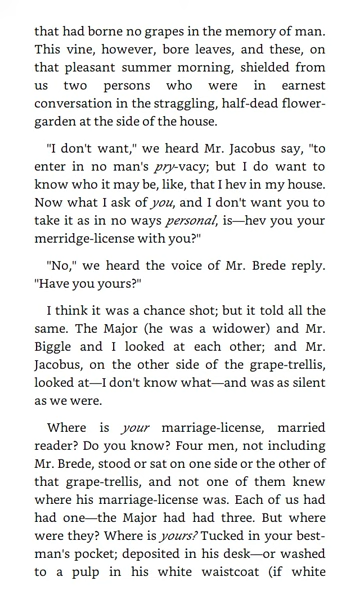 that had borne no grapes in the memory of man.
This vine, however, bore leaves, and these, on
that pleasant summer morning, shielded from
us two persons who were in earnest
conversation in the straggling, half-dead flower-
garden at the side of the house.
"I don't want," we heard Mr. Jacobus say, "to
enter in no man's pry-vacy; but I do want to
know who it may be, like, that I hev in my house.
Now what I ask of you, and I don't want you to
take it as in no ways personal, is—hev you your
merridge-license with you?"
"No," we heard the voice of Mr. Brede reply.
"Have you yours?"
I think it was a chance shot; but it told all the
same. The Major (he was a widower) and Mr.
Biggle and I looked at each other; and Mr.
Jacobus, on the other side of the grape-trellis,
looked at—I don't know what—and was as silent
as we were.
Where is your marriage-license, married
reader? Do you know? Four men, not including
Mr. Brede, stood or sat on one side or the other of
that grape-trellis, and not one of them knew
where his marriage-license was. Each of us had
had one—the Major had had three. But where
were they? Where is yours? Tucked in your best-
man's pocket; deposited in his desk—or washed
to a pulp in his white waistcoat (if white